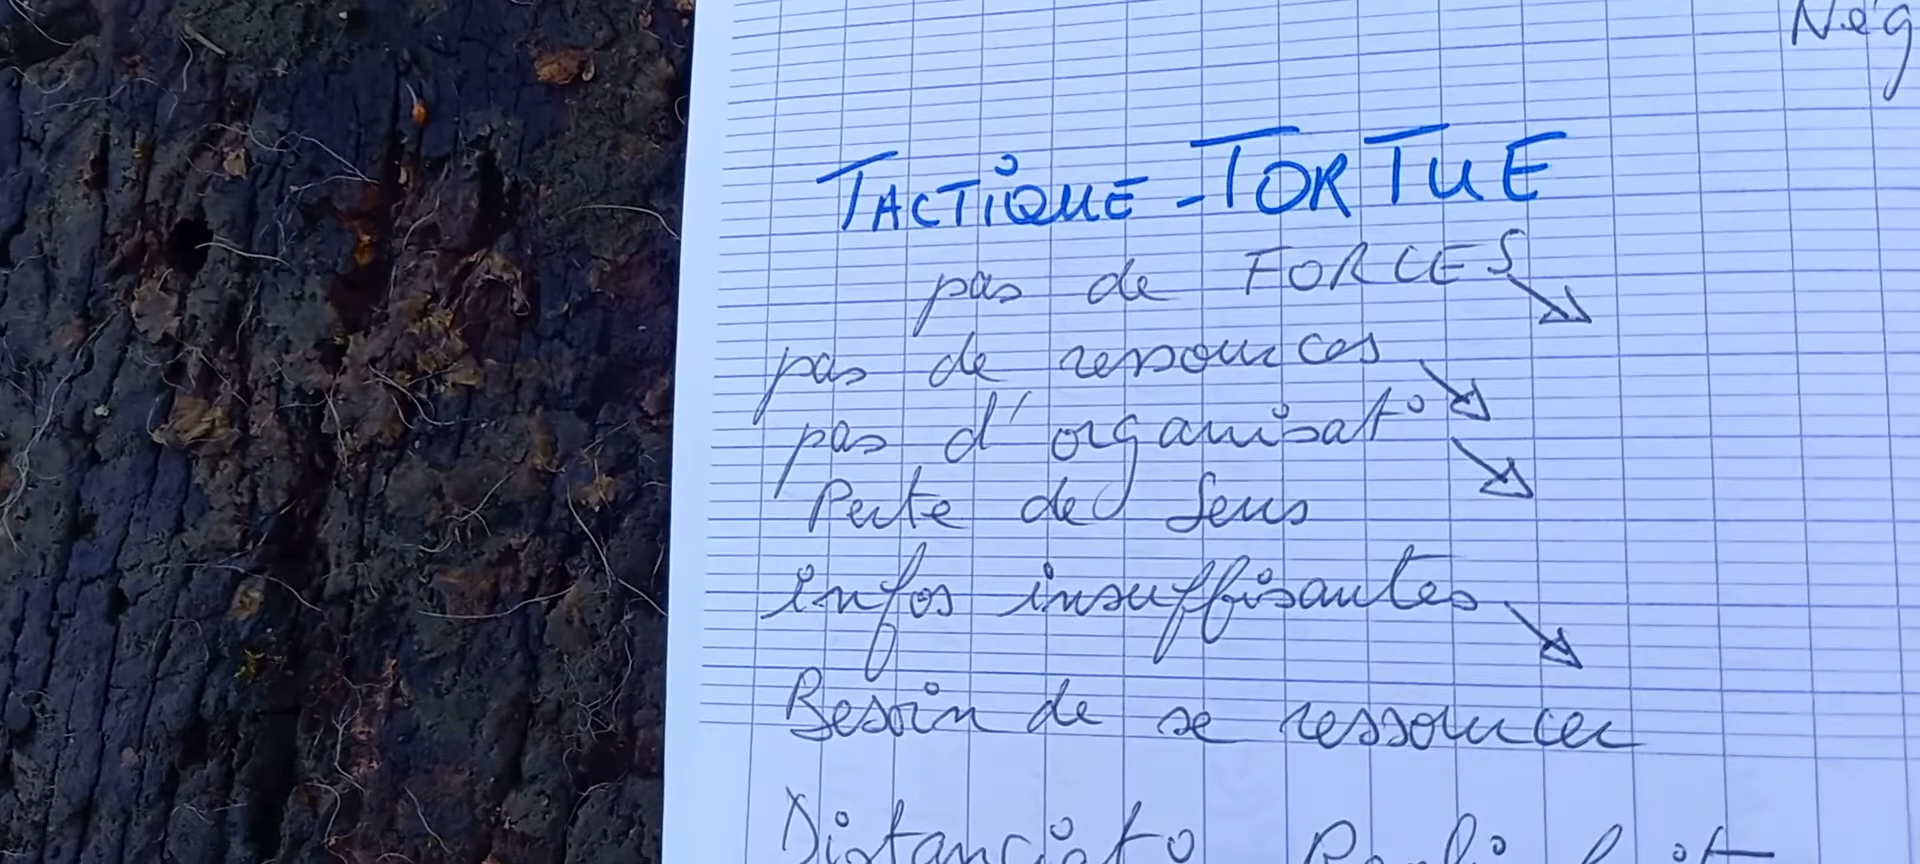 Nég
TACTiQUE - TORTUE
pas de FORCES
pas de ressources
pas d'organisat°
Perte de Sens
infos insuffisantes
Besoin de se ressourcer
Distanciat°